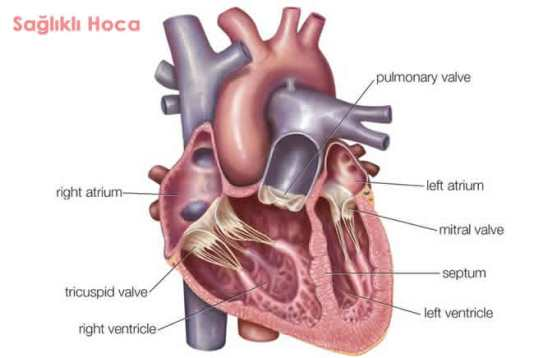 Sağlıklı Hoca
pulmonary valve
right atrium
left atrium
mitral valve
septum
tricuspid valve
left ventricle
right ventricle